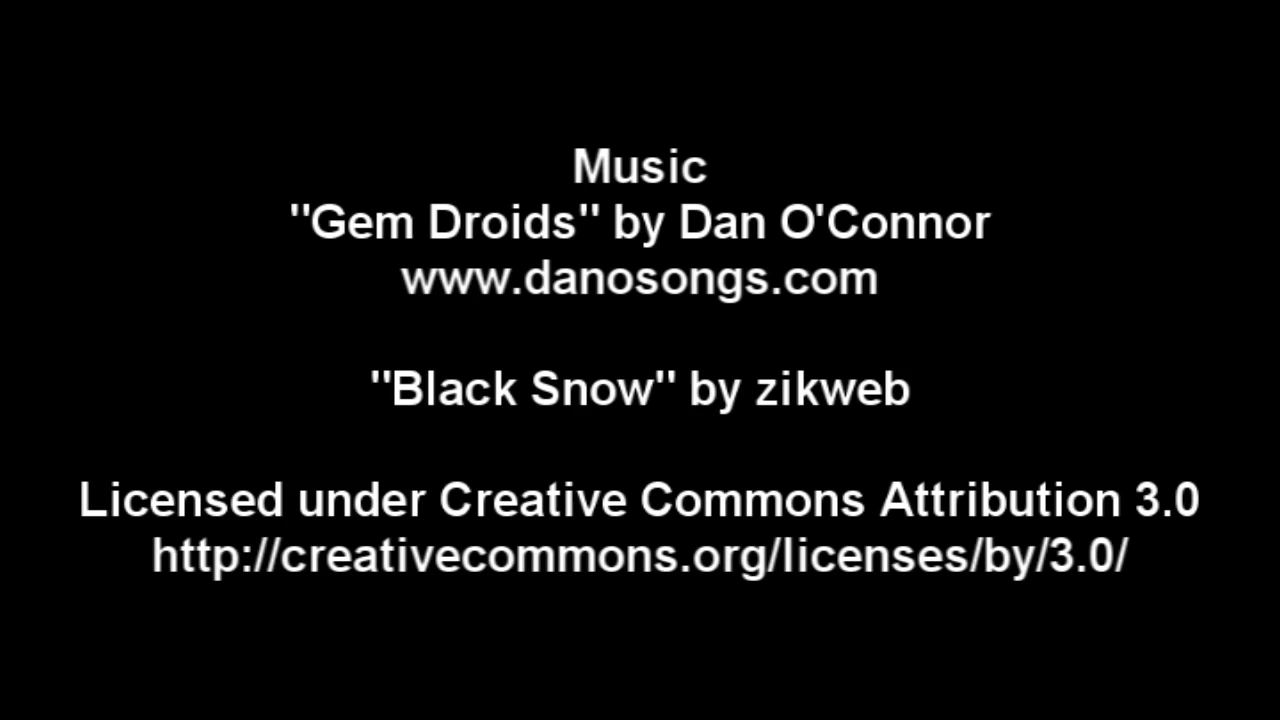 Music
"Gem Droids" by Dan O'Connor
www.danosongs.com
"Black Snow" by zikweb
Licensed under Creative Commons Attribution 3.0
http://creativecommons.org/licenses/by/3.0/